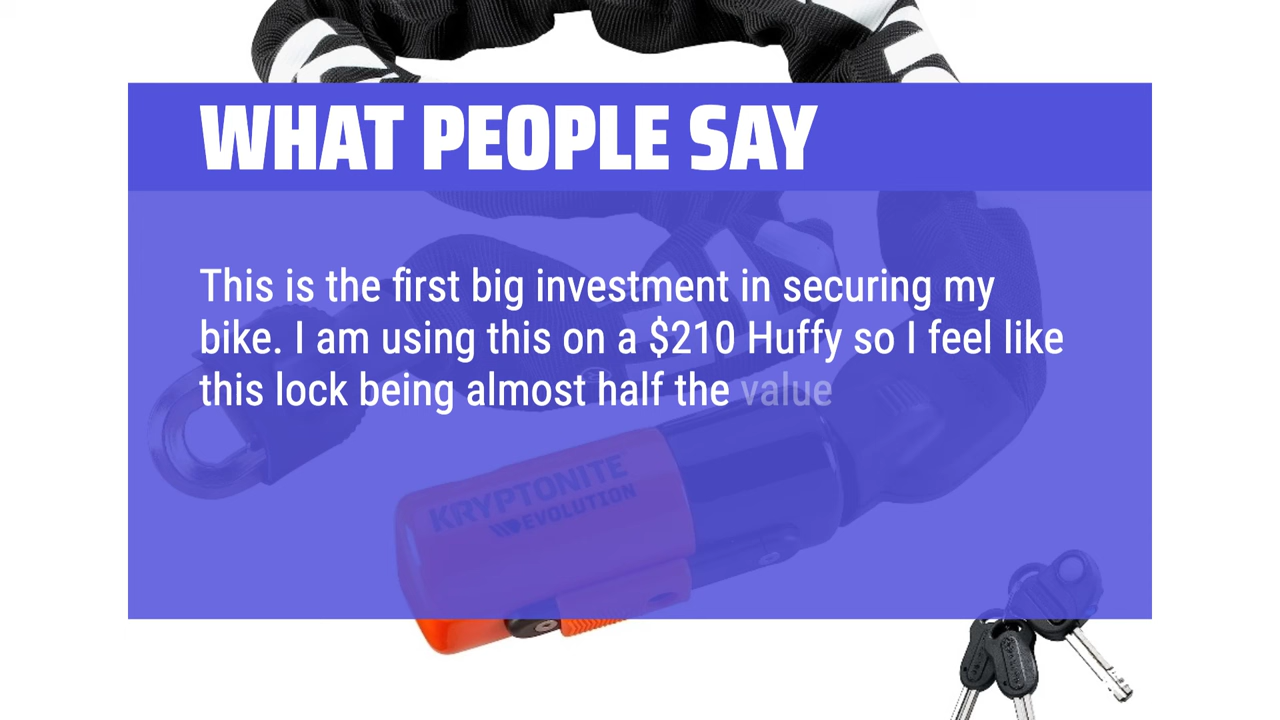 WHAT PEOPLE SAY
This is the first big investment in securing my
bike. I am using this on a $210 Huffy so I feel like
this lock being almost half the value
KRYPTONITE
EVOLUTION